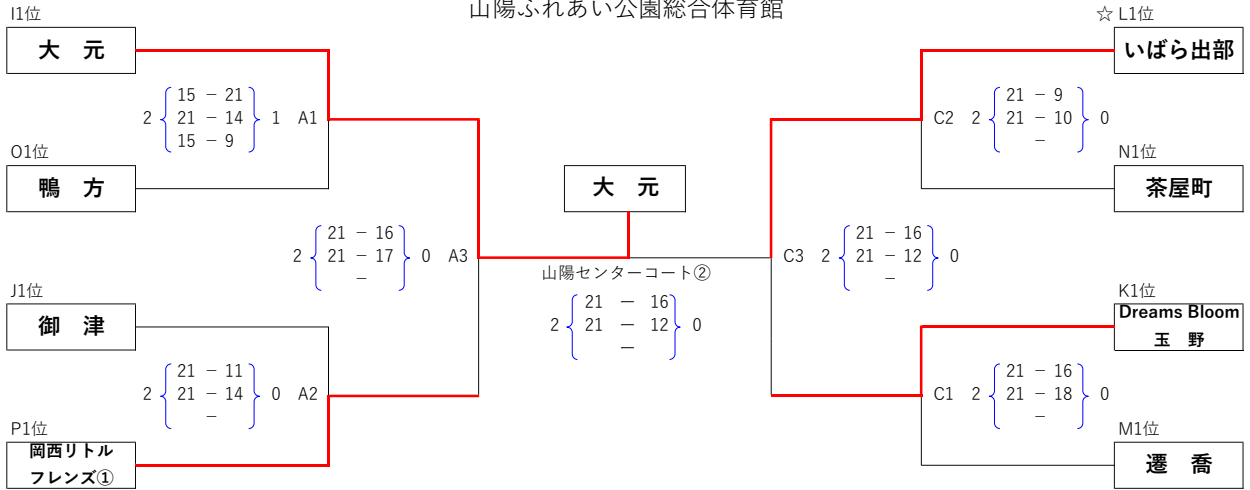 山陽ふれあい公園総合体育館
I1位
大　元
15 － 21
2 21 － 14 1 A1
15 － 9
O1位
鴨　方
21 － 16
2 21 － 17 0 A3
－
J1位
御　津
21 － 11
2 21 － 14 0 A2
－
P1位
岡西リトル
フレンズ①
大　元
山陽センターコート②
21 － 16
2 21 － 12 0
－
☆ L1位
いばら出部
21 － 9
C2 2 21 － 10 0
－
N1位
茶屋町
21 － 16
C3 2 21 － 12 0
－
K1位
Dreams Bloom
玉　野
21 － 16
C1 2 21 － 18 0
－
M1位
遷　喬